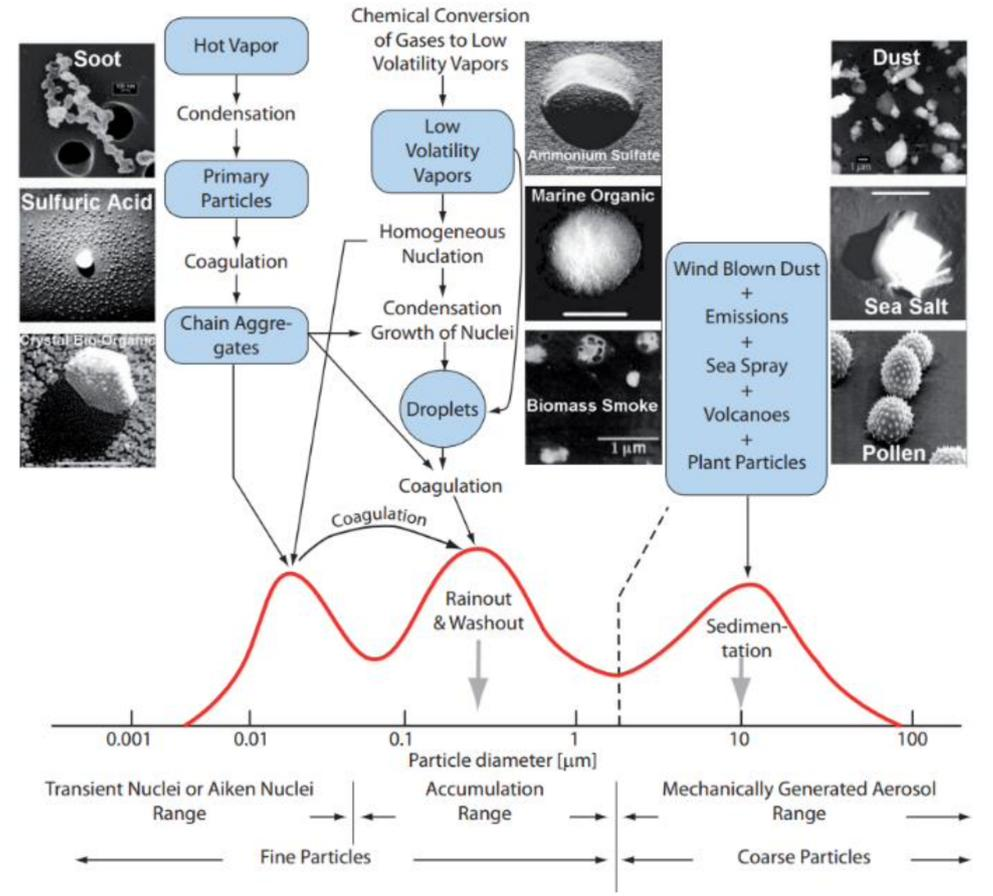 Soot
100 nm
Sulfuric Acid
Crystal Bio-Organic
Hot Vapor
Condensation
Primary
Particles
Coagulation
Chain Aggre-
gates
Chemical Conversion
of Gases to Low
Volatility Vapors
Low
Volatility
Vapors
Homogeneous
Nuclation
Condensation
Growth of Nuclei
Droplets
Coagulation
Coagulation
Ammonium Sulfate
Marine Organic
Biomass Smoke
1 μm
Wind Blown Dust
+
Emissions
+
Sea Spray
+
Volcanoes
+
Plant Particles
Dust
1 μm
Sea Salt
Pollen
Rainout
& Washout
Sedimen-
tation
0.001 0.01 0.1 1 10 100
Particle diameter [μm]
Transient Nuclei or Aiken Nuclei
Range
Accumulation
Range
Mechanically Generated Aerosol
Range
Fine Particles
Coarse Particles